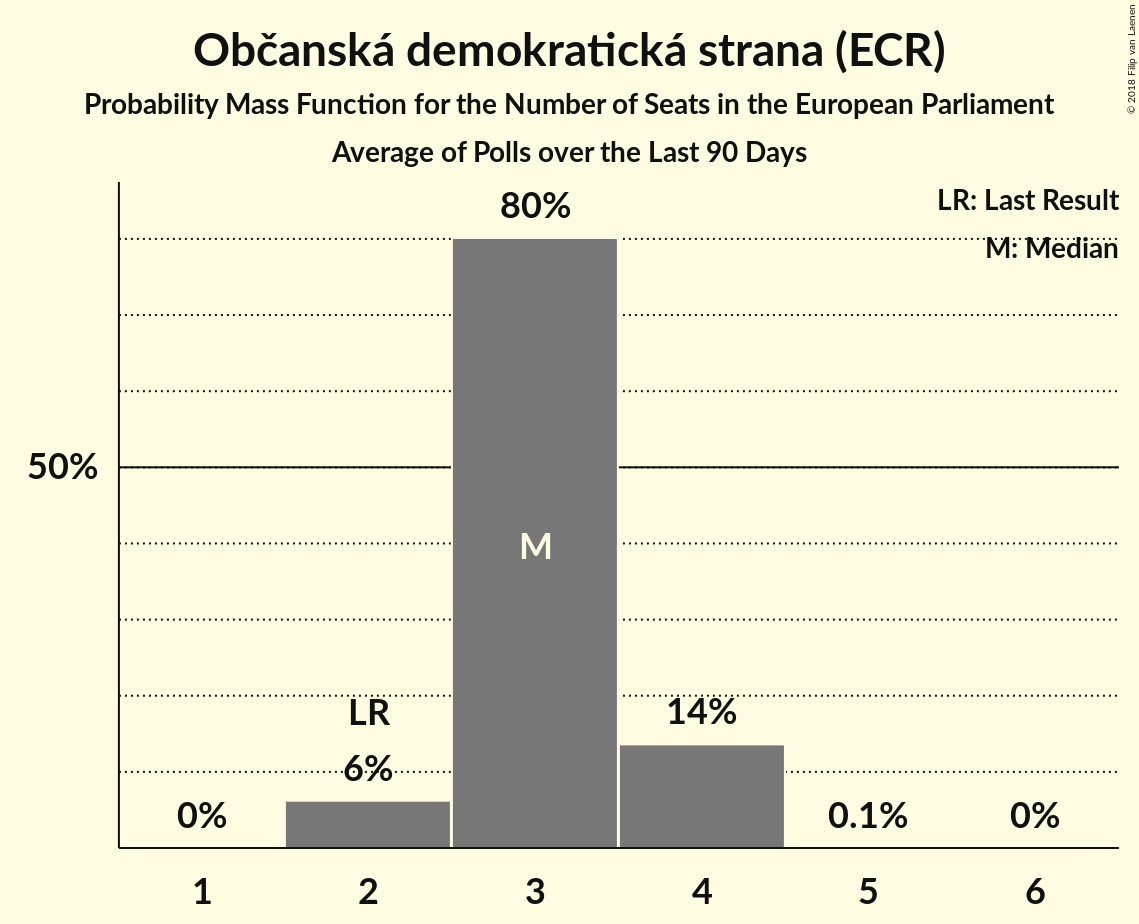 Občanská demokratická strana (ECR)
Probability Mass Function for the Number of Seats in the European Parliament
Average of Polls over the Last 90 Days
© 2018 Filip van Laenen
LR: Last Result
M: Median
80%
50%
M
LR
14%
6%
0%
0.1%
0%
1 2 3 4 5 6